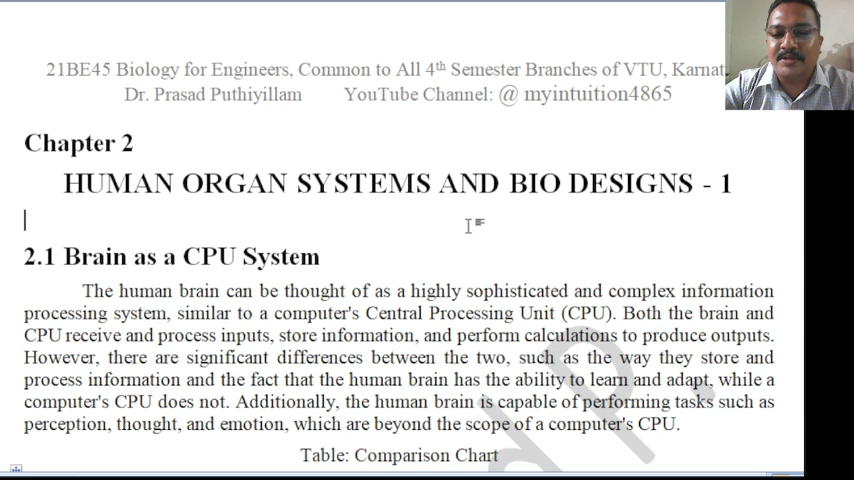 21BE45 Biology for Engineers, Common to All 4th Semester Branches of VTU, Karnat
Dr. Prasad Puthiyillam YouTube Channel: @ myintuition4865
Chapter 2
HUMAN ORGAN SYSTEMS AND BIO DESIGNS - 1
2.1 Brain as a CPU System
The human brain can be thought of as a highly sophisticated and complex information
processing system, similar to a computer's Central Processing Unit (CPU). Both the brain and
CPU receive and process inputs, store information, and perform calculations to produce outputs.
However, there are significant differences between the two, such as the way they store and
process information and the fact that the human brain has the ability to learn and adapt, while a
computer's CPU does not. Additionally, the human brain is capable of performing tasks such as
perception, thought, and emotion, which are beyond the scope of a computer's CPU.
Table: Comparison Chart